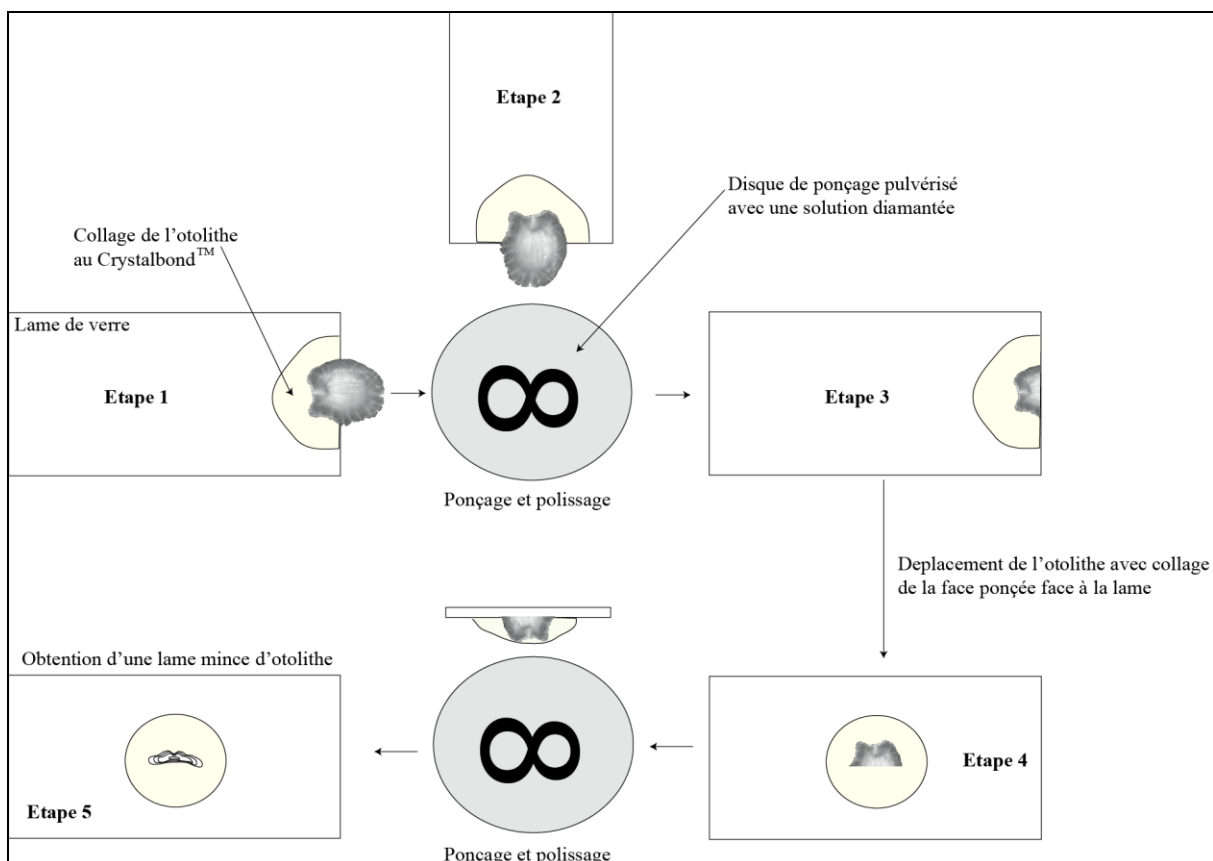 Etape 2
Disque de ponçage pulvérisé
avec une solution diamantée
Collage de l'otolithe
au Crystalbond™
Lame de verre
Etape 1
Etape 3
Ponçage et polissage
Deplacement de l'otolithe avec collage
de la face ponçée face à la lame
Obtention d'une lame mince d'otolithe
Etape 4
Etape 5
Ponçage et polissage